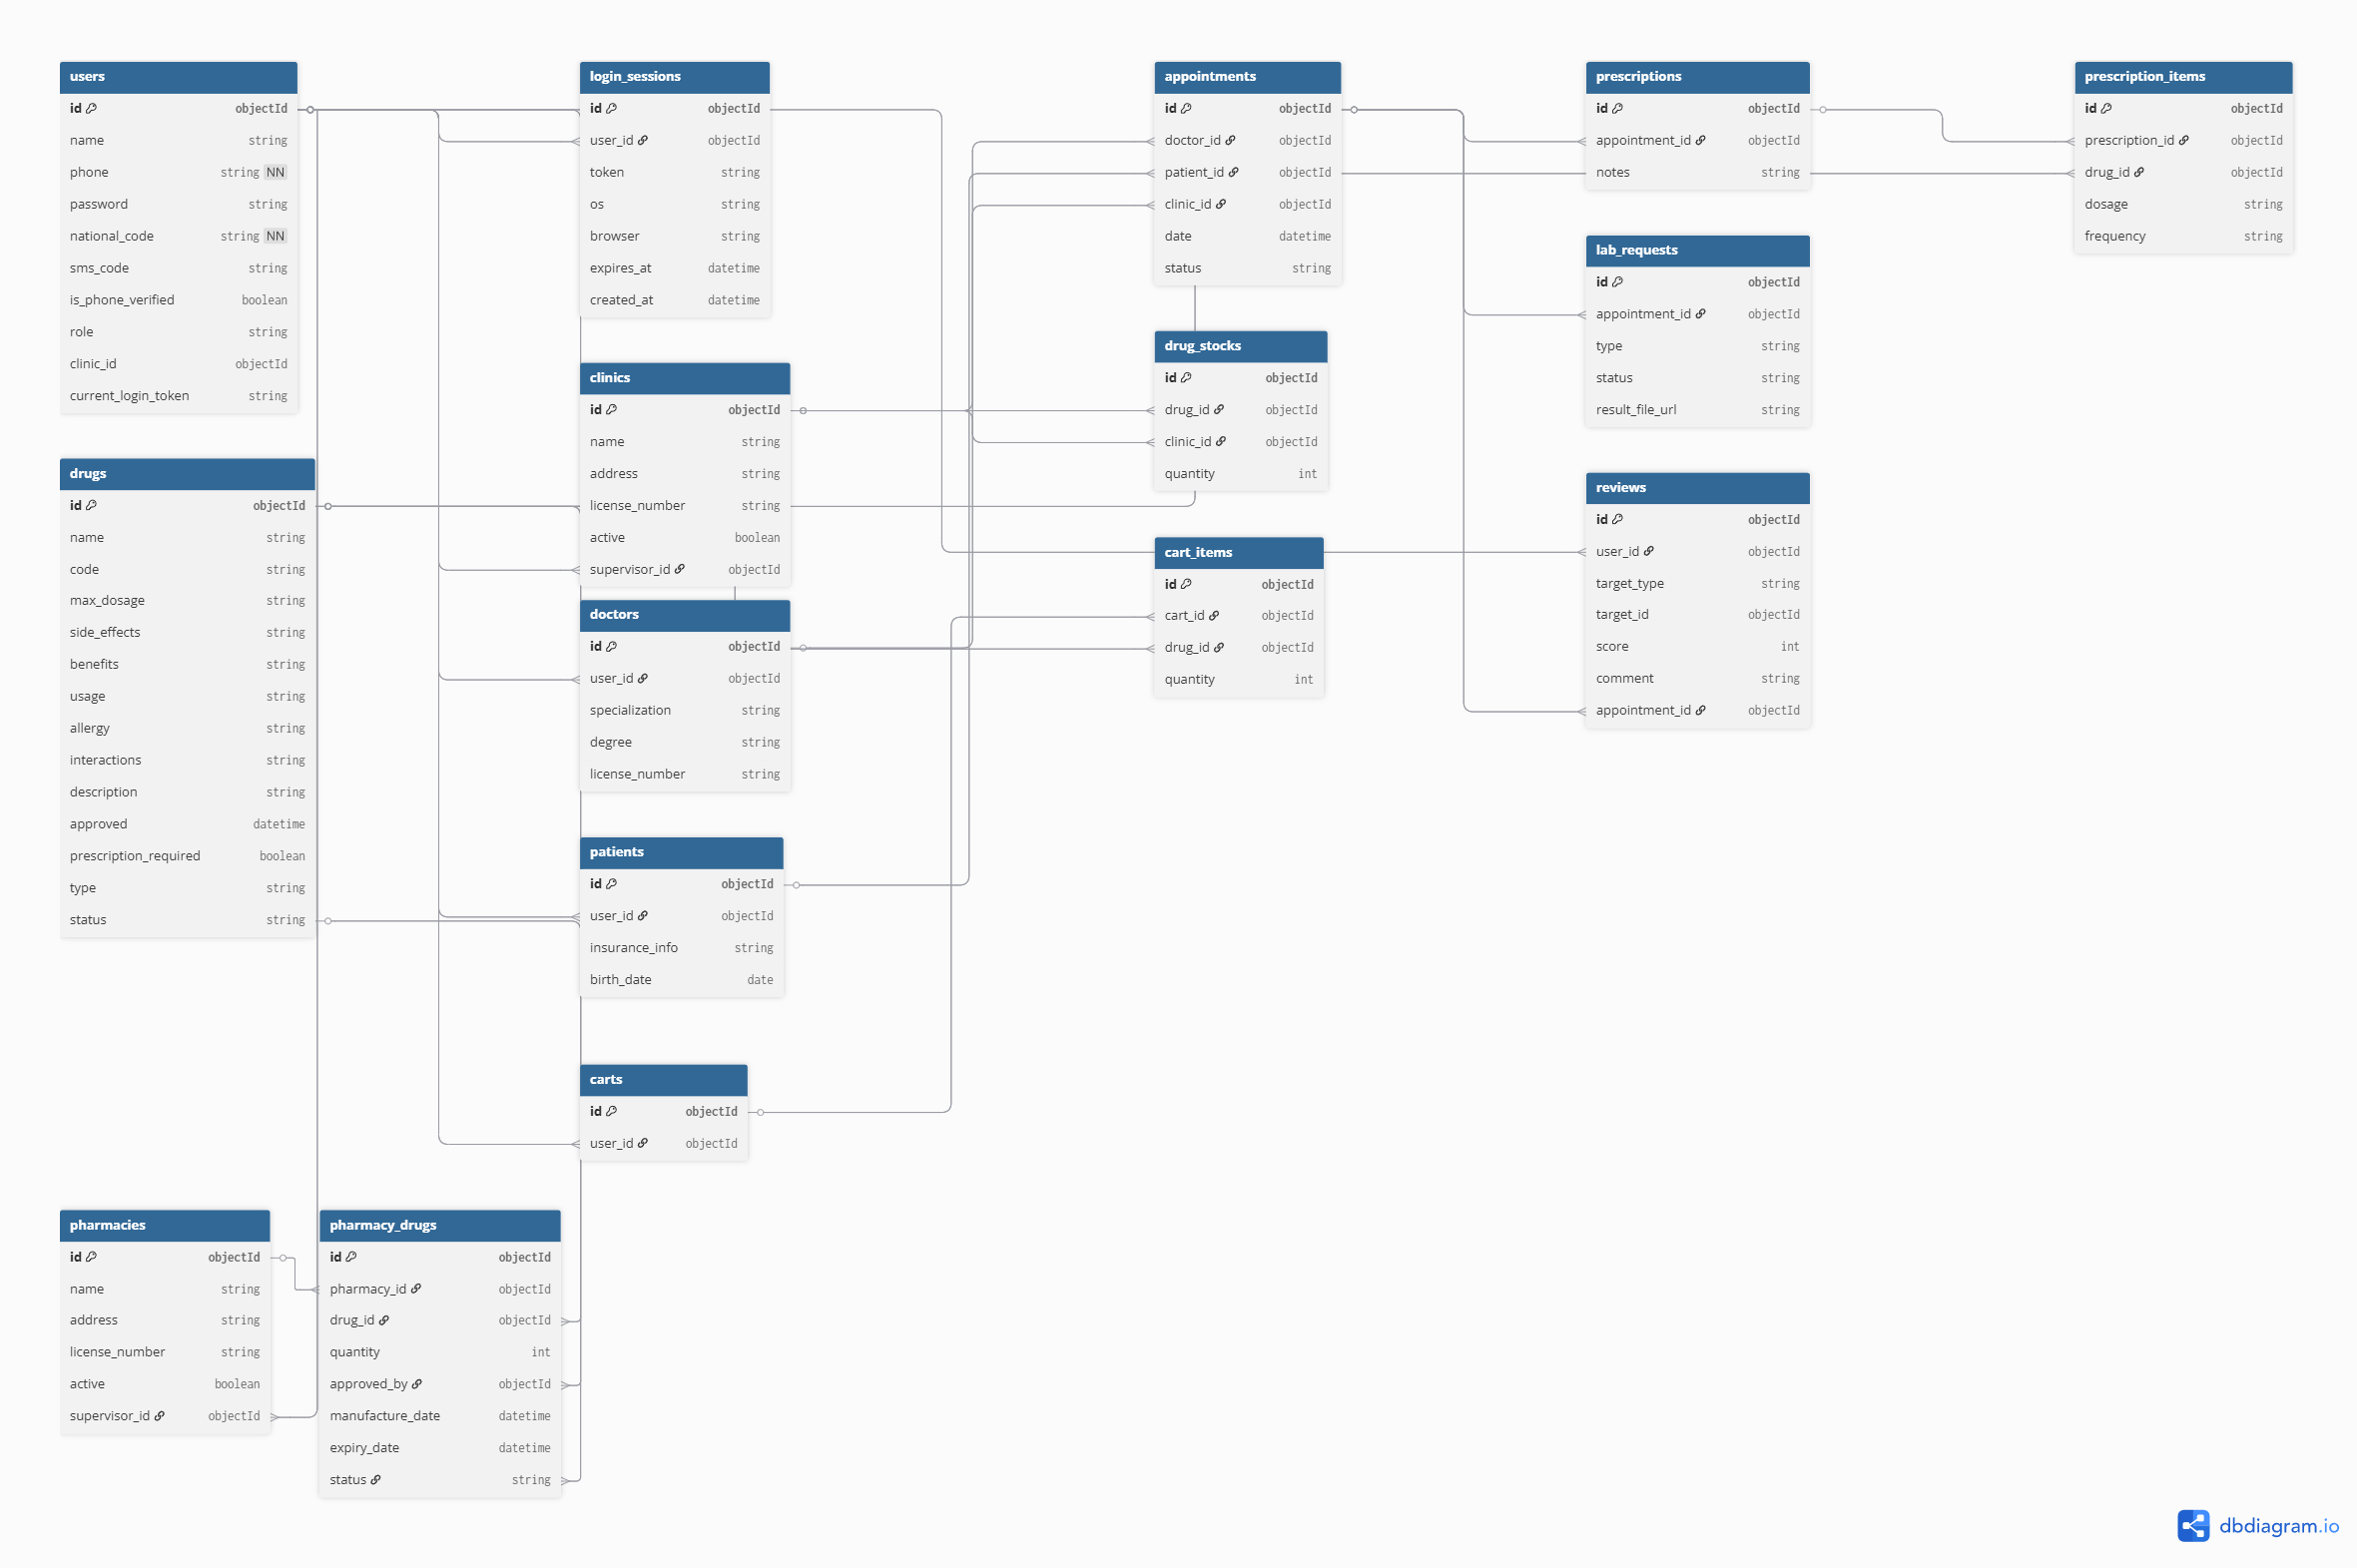 users
id objectId
name string
phone string NN
password string
national_code string NN
sms_code string
is_phone_verified boolean
role string
clinic_id objectId
current_login_token string
drugs
id objectId
name string
code string
max_dosage string
side_effects string
benefits string
usage string
allergy string
interactions string
description string
approved datetime
prescription_required boolean
type string
status string
pharmacies
id objectId
name string
address string
license_number string
active boolean
supervisor_id objectId
pharmacy_drugs
id objectId
pharmacy_id objectId
drug_id objectId
quantity int
approved_by objectId
manufacture_date datetime
expiry_date datetime
status string
login_sessions
id objectId
user_id objectId
token string
os string
browser string
expires_at datetime
created_at datetime
clinics
id objectId
name string
address string
license_number string
active boolean
supervisor_id objectId
doctors
id objectId
user_id objectId
specialization string
degree string
license_number string
patients
id objectId
user_id objectId
insurance_info string
birth_date date
carts
id objectId
user_id objectId
appointments
id objectId
doctor_id objectId
patient_id objectId
clinic_id objectId
date datetime
status string
drug_stocks
id objectId
drug_id objectId
clinic_id objectId
quantity int
cart_items
id objectId
cart_id objectId
drug_id objectId
quantity int
prescriptions
id objectId
appointment_id objectId
notes string
lab_requests
id objectId
appointment_id objectId
type string
status string
result_file_url string
reviews
id objectId
user_id objectId
target_type string
target_id objectId
score int
comment string
appointment_id objectId
prescription_items
id objectId
prescription_id objectId
drug_id objectId
dosage string
frequency string
dbdiagram.io